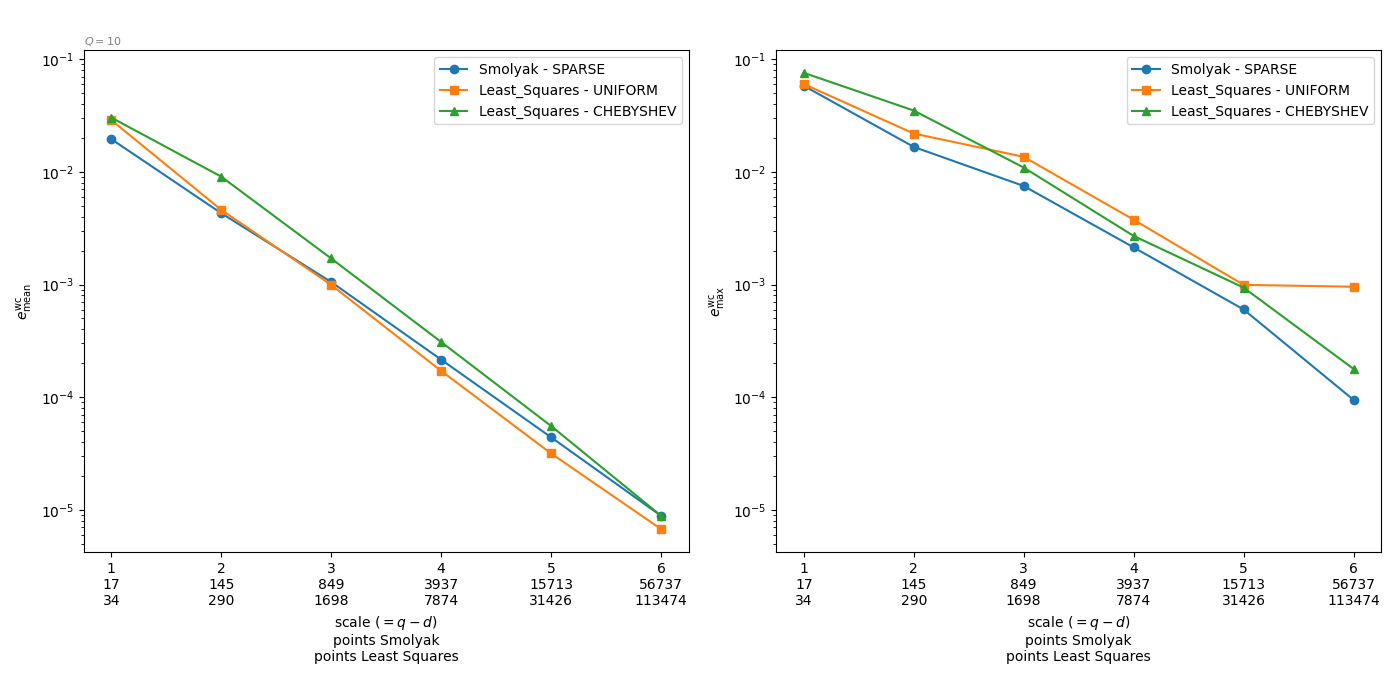 Q = 10
10⁻¹
10⁻²
10⁻³
10⁻⁴
10⁻⁵
e^wc_mean
Smolyak - SPARSE
Least_Squares - UNIFORM
Least_Squares - CHEBYSHEV
1 2 3 4 5 6
17 145 849 3937 15713 56737
34 290 1698 7874 31426 113474
scale (= q − d)
points Smolyak
points Least Squares
10⁻¹
10⁻²
10⁻³
10⁻⁴
10⁻⁵
e^wc_max
Smolyak - SPARSE
Least_Squares - UNIFORM
Least_Squares - CHEBYSHEV
1 2 3 4 5 6
17 145 849 3937 15713 56737
34 290 1698 7874 31426 113474
scale (= q − d)
points Smolyak
points Least Squares